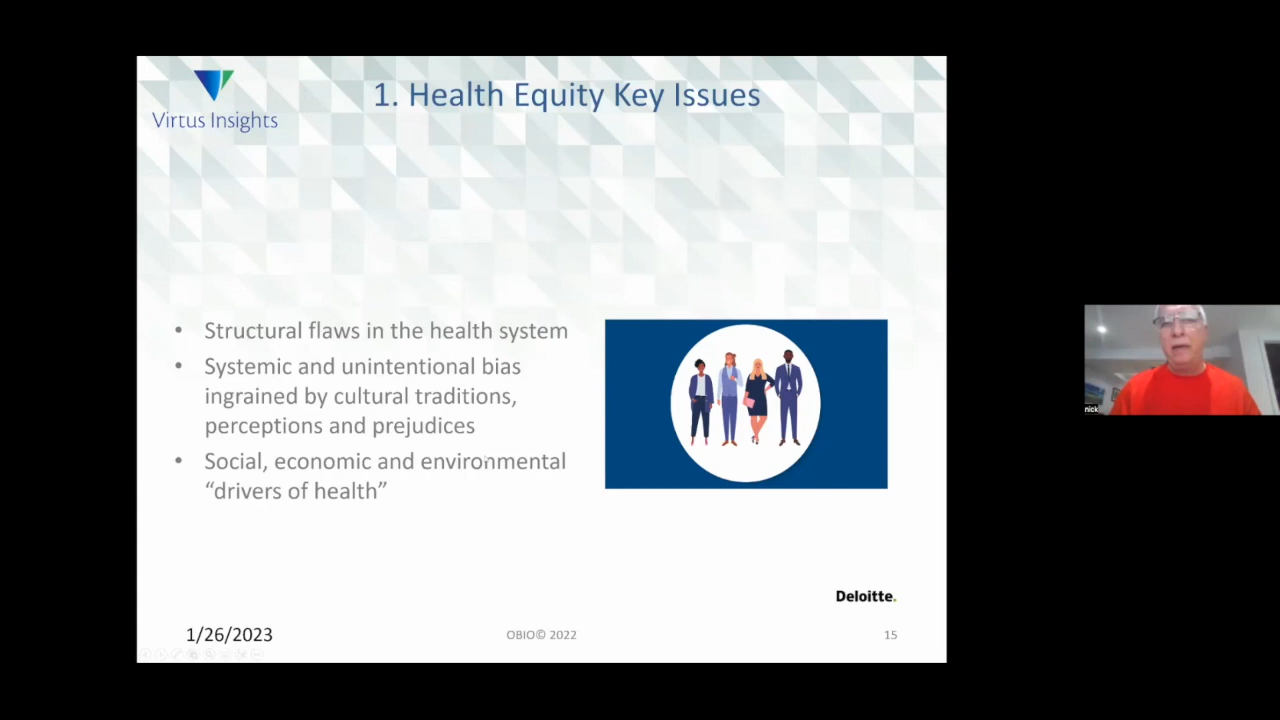 1. Health Equity Key Issues
Virtus Insights
• Structural flaws in the health system
• Systemic and unintentional bias
ingrained by cultural traditions,
perceptions and prejudices
• Social, economic and environmental
“drivers of health”
nick
Deloitte.
1/26/2023
OBIO© 2022
15